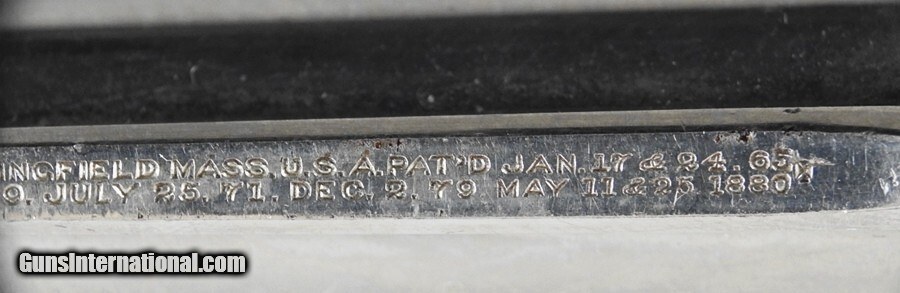 NGFIELD MASS. U.S.A. PAT'D JAN. 17 & 24. 65
9. JULY 25. 71. DEC. 2. 79 MAY 11 & 25 1880
GunsInternational.com